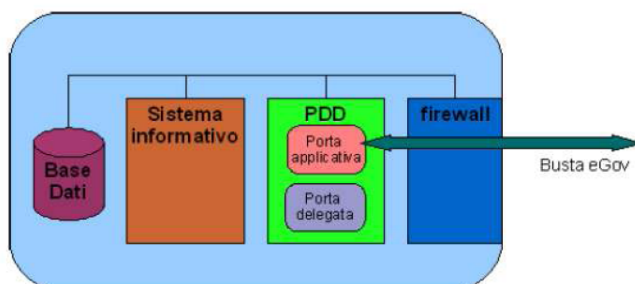 Sistema
informativo
PDD
firewall
Porta
applicativa
Base
Dati
Porta
delegata
Busta eGov